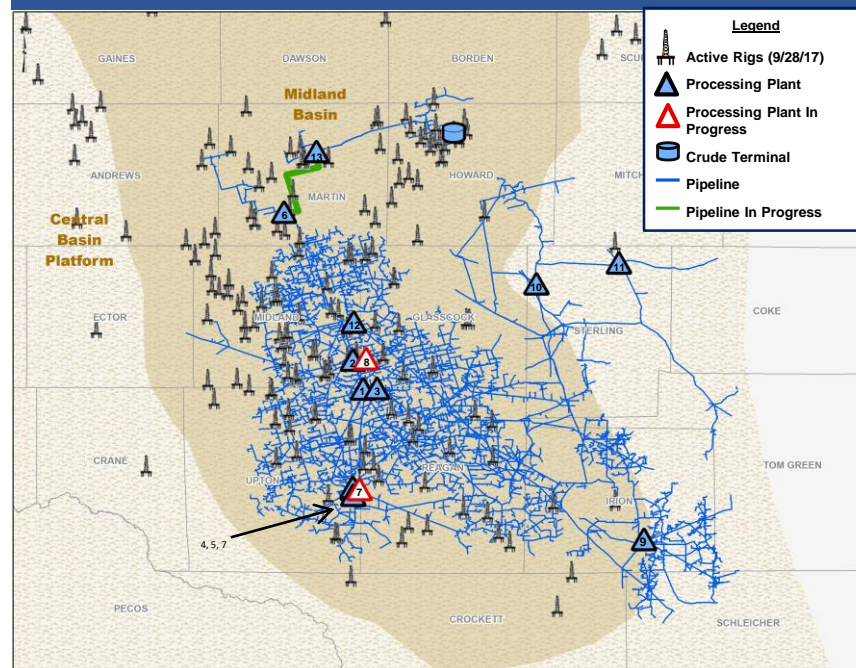 Legend
Active Rigs (9/28/17)
Processing Plant
Processing Plant In
Progress
Crude Terminal
Pipeline
Pipeline In Progress
GAINES
DAWSON
BORDEN
SCU
Midland
Basin
13
ANDREWS
MARTIN
HOWARD
MITCH
6
Central
Basin
Platform
11
10
ECTOR
MIDLAND
12
GLASSCOCK
STERLING
COKE
2
8
1
3
CRANE
UPTON
REAGAN
TOM GREEN
7
IRION
4, 5, 7
9
PECOS
CROCKETT
SCHLEICHER